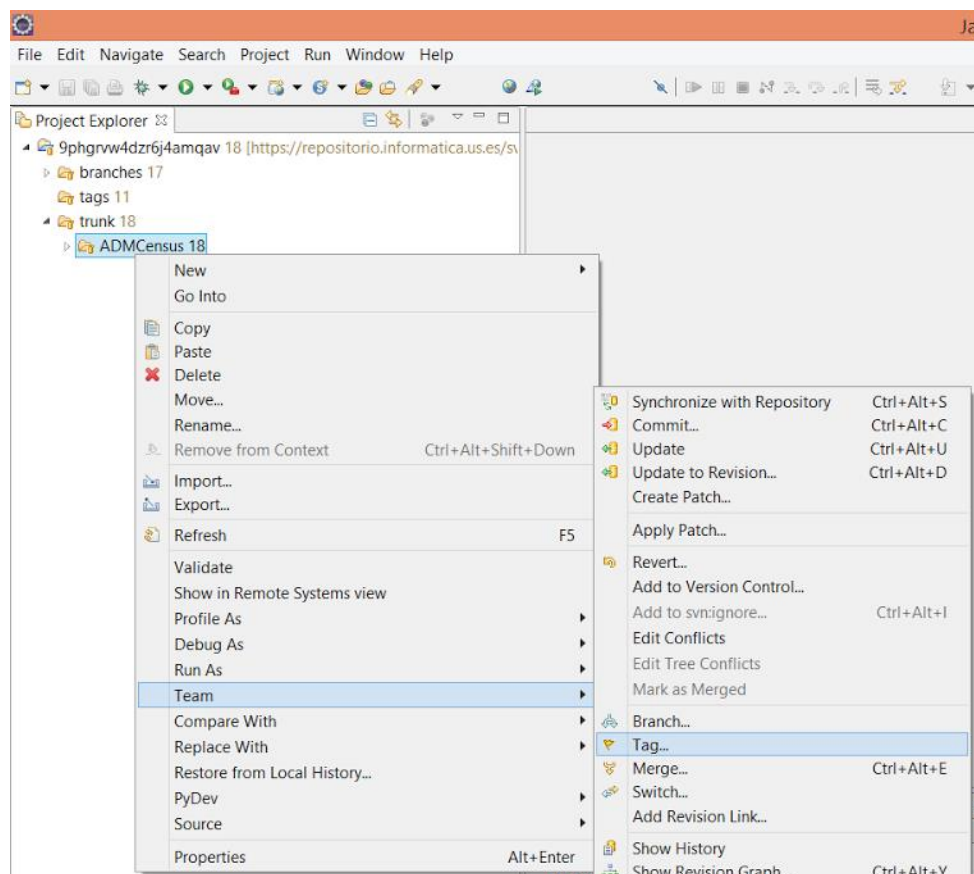 Ja
File Edit Navigate Search Project Run Window Help
Project Explorer
9phgrvw4dzr6j4amqav 18 [https://repositorio.informatica.us.es/sv
branches 17
tags 11
trunk 18
ADMCensus 18
New
Go Into
Copy
Paste
Delete
Move...
Rename...
Remove from Context Ctrl+Alt+Shift+Down
Import...
Export...
Refresh F5
Validate
Show in Remote Systems view
Profile As
Debug As
Run As
Team
Compare With
Replace With
Restore from Local History...
PyDev
Source
Properties Alt+Enter
Synchronize with Repository Ctrl+Alt+S
Commit... Ctrl+Alt+C
Update Ctrl+Alt+U
Update to Revision... Ctrl+Alt+D
Create Patch...
Apply Patch...
Revert...
Add to Version Control...
Add to svn:ignore... Ctrl+Alt+I
Edit Conflicts
Edit Tree Conflicts
Mark as Merged
Branch...
Tag...
Merge... Ctrl+Alt+E
Switch...
Add Revision Link...
Show History
Show Revision Graph Ctrl+Alt+Y